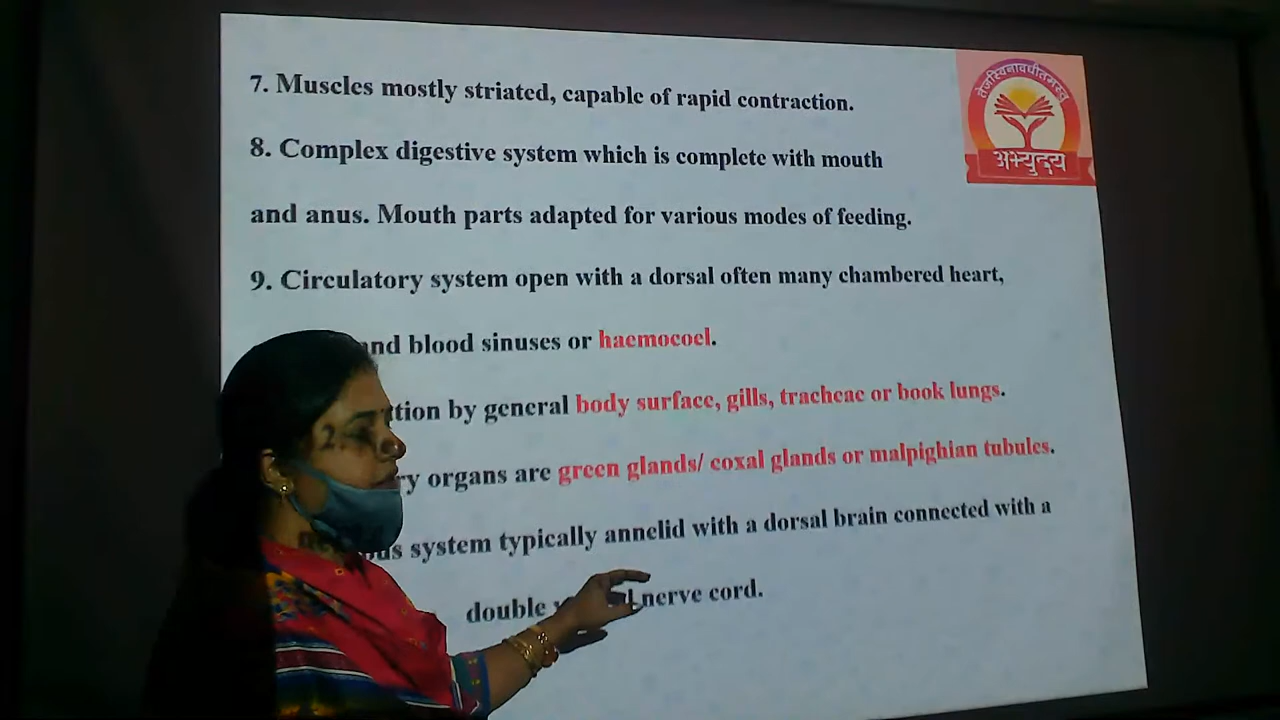 7. Muscles mostly striated, capable of rapid contraction.
8. Complex digestive system which is complete with mouth
and anus. Mouth parts adapted for various modes of feeding.
9. Circulatory system open with a dorsal often many chambered heart,
and blood sinuses or haemocoel.
by general body surface, gills, tracheae or book lungs.
organs are green glands/ coxal glands or malpighian tubules.
system typically annelid with a dorsal brain connected with a
double nerve cord.
तेजस्विनावधीतमस्तु
अभ्युदय